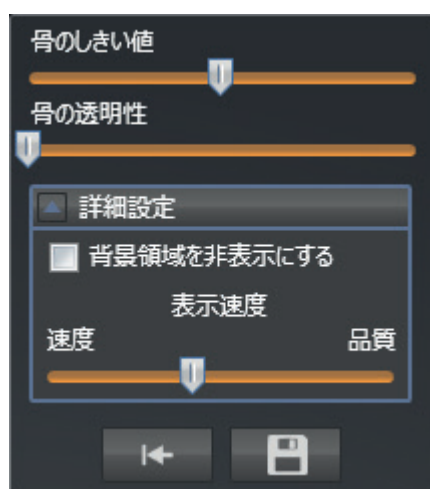 骨のしきい値
骨の透明性
詳細設定
背景領域を非表示にする
表示速度
速度 品質